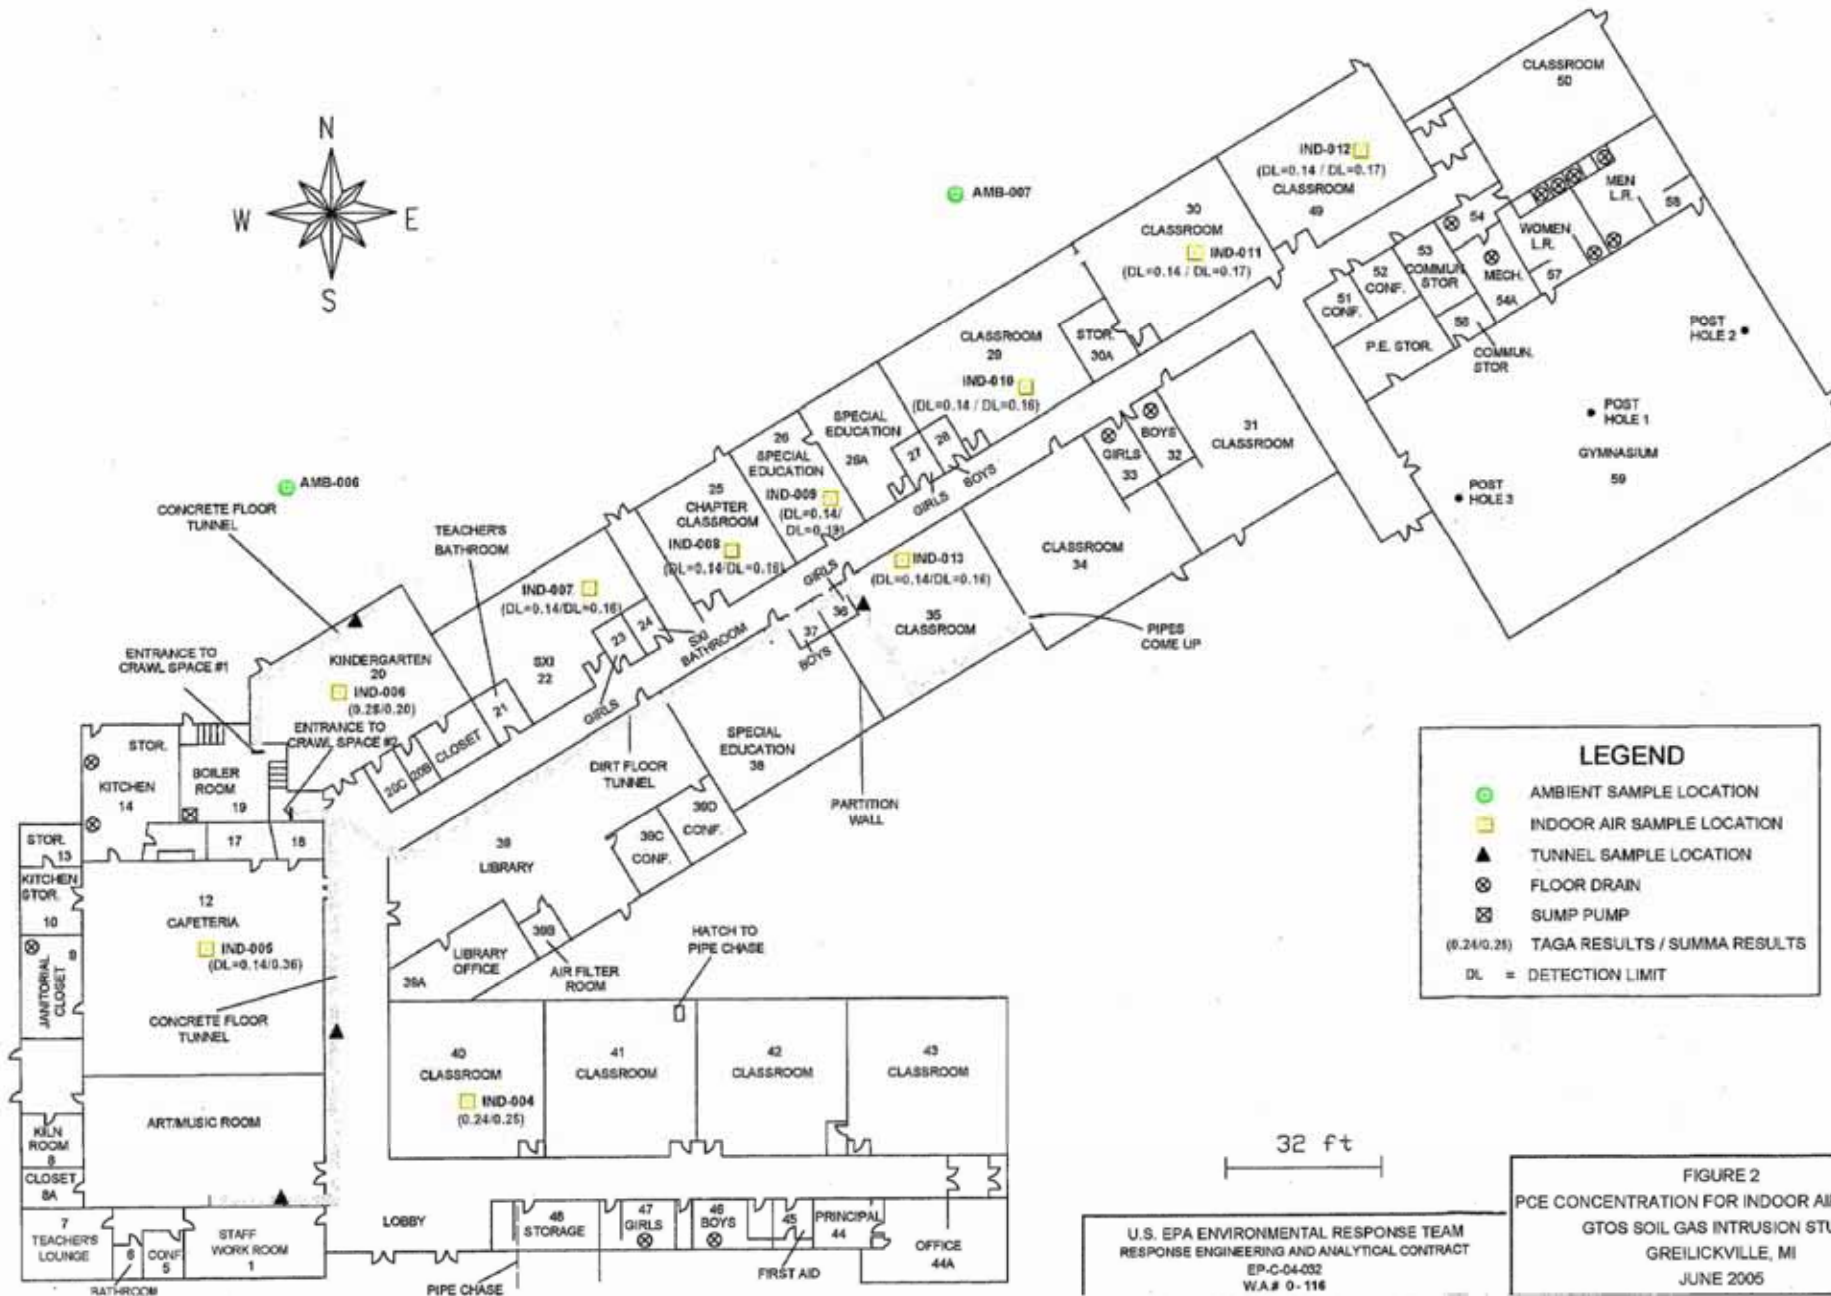 N
W
E
S
AMB-007
AMB-006
CLASSROOM
50
IND-012
(DL=0.14 / DL=0.17)
CLASSROOM
49
30
CLASSROOM
IND-011
(DL=0.14 / DL=0.17)
CLASSROOM
29
IND-010
(DL=0.14 / DL=0.16)
STOR.
30A
MEN
L.R.
58
WOMEN
L.R.
57
54
53
COMMUN
STOR
MECH.
54A
52
CONF.
51
CONF.
56
P.E. STOR.
COMMUN.
STOR
POST
HOLE 2
POST
HOLE 1
POST
HOLE 3
GYMNASIUM
59
SPECIAL
EDUCATION
26A
27
28
26
SPECIAL
EDUCATION
IND-009
(DL=0.14/
DL=0.19)
25
CHAPTER
CLASSROOM
IND-008
(DL=0.14/DL=0.16)
GIRLS
BOYS
BOYS
32
GIRLS
33
31
CLASSROOM
CLASSROOM
34
IND-013
(DL=0.14/DL=0.16)
35
CLASSROOM
GIRLS
36
37
BOYS
PIPES
COME UP
CONCRETE FLOOR
TUNNEL
TEACHER'S
BATHROOM
IND-007
(DL=0.14/DL=0.16)
23
24
SXI
BATHROOM
SXI
22
GIRLS
21
CLOSET
20B
20C
ENTRANCE TO
CRAWL SPACE #1
KINDERGARTEN
20
IND-006
(0.28/0.20)
ENTRANCE TO
CRAWL SPACE #2
DIRT FLOOR
TUNNEL
SPECIAL
EDUCATION
38
PARTITION
WALL
39D
CONF.
39C
CONF.
39
LIBRARY
39B
LIBRARY
OFFICE
39A
AIR FILTER
ROOM
HATCH TO
PIPE CHASE
STOR.
KITCHEN
14
BOILER
ROOM
19
17
18
STOR.
13
KITCHEN
STOR.
10
9
JANITORIAL
CLOSET
12
CAFETERIA
IND-005
(DL=0.14/0.36)
CONCRETE FLOOR
TUNNEL
ART/MUSIC ROOM
KILN
ROOM
8
CLOSET
8A
7
TEACHER'S
LOUNGE
6
BATHROOM
CONF
5
STAFF
WORK ROOM
1
LOBBY
40
CLASSROOM
IND-004
(0.24/0.25)
41
CLASSROOM
42
CLASSROOM
43
CLASSROOM
48
STORAGE
47
GIRLS
46
BOYS
45
PRINCIPAL
44
OFFICE
44A
PIPE CHASE
FIRST AID
LEGEND
AMBIENT SAMPLE LOCATION
INDOOR AIR SAMPLE LOCATION
TUNNEL SAMPLE LOCATION
FLOOR DRAIN
SUMP PUMP
(0.24/0.25) TAGA RESULTS / SUMMA RESULTS
DL = DETECTION LIMIT
32 ft
U.S. EPA ENVIRONMENTAL RESPONSE TEAM
RESPONSE ENGINEERING AND ANALYTICAL CONTRACT
EP-C-04-032
W.A.# 0-116
FIGURE 2
PCE CONCENTRATION FOR INDOOR AI
GTOS SOIL GAS INTRUSION STU
GREILICKVILLE, MI
JUNE 2005